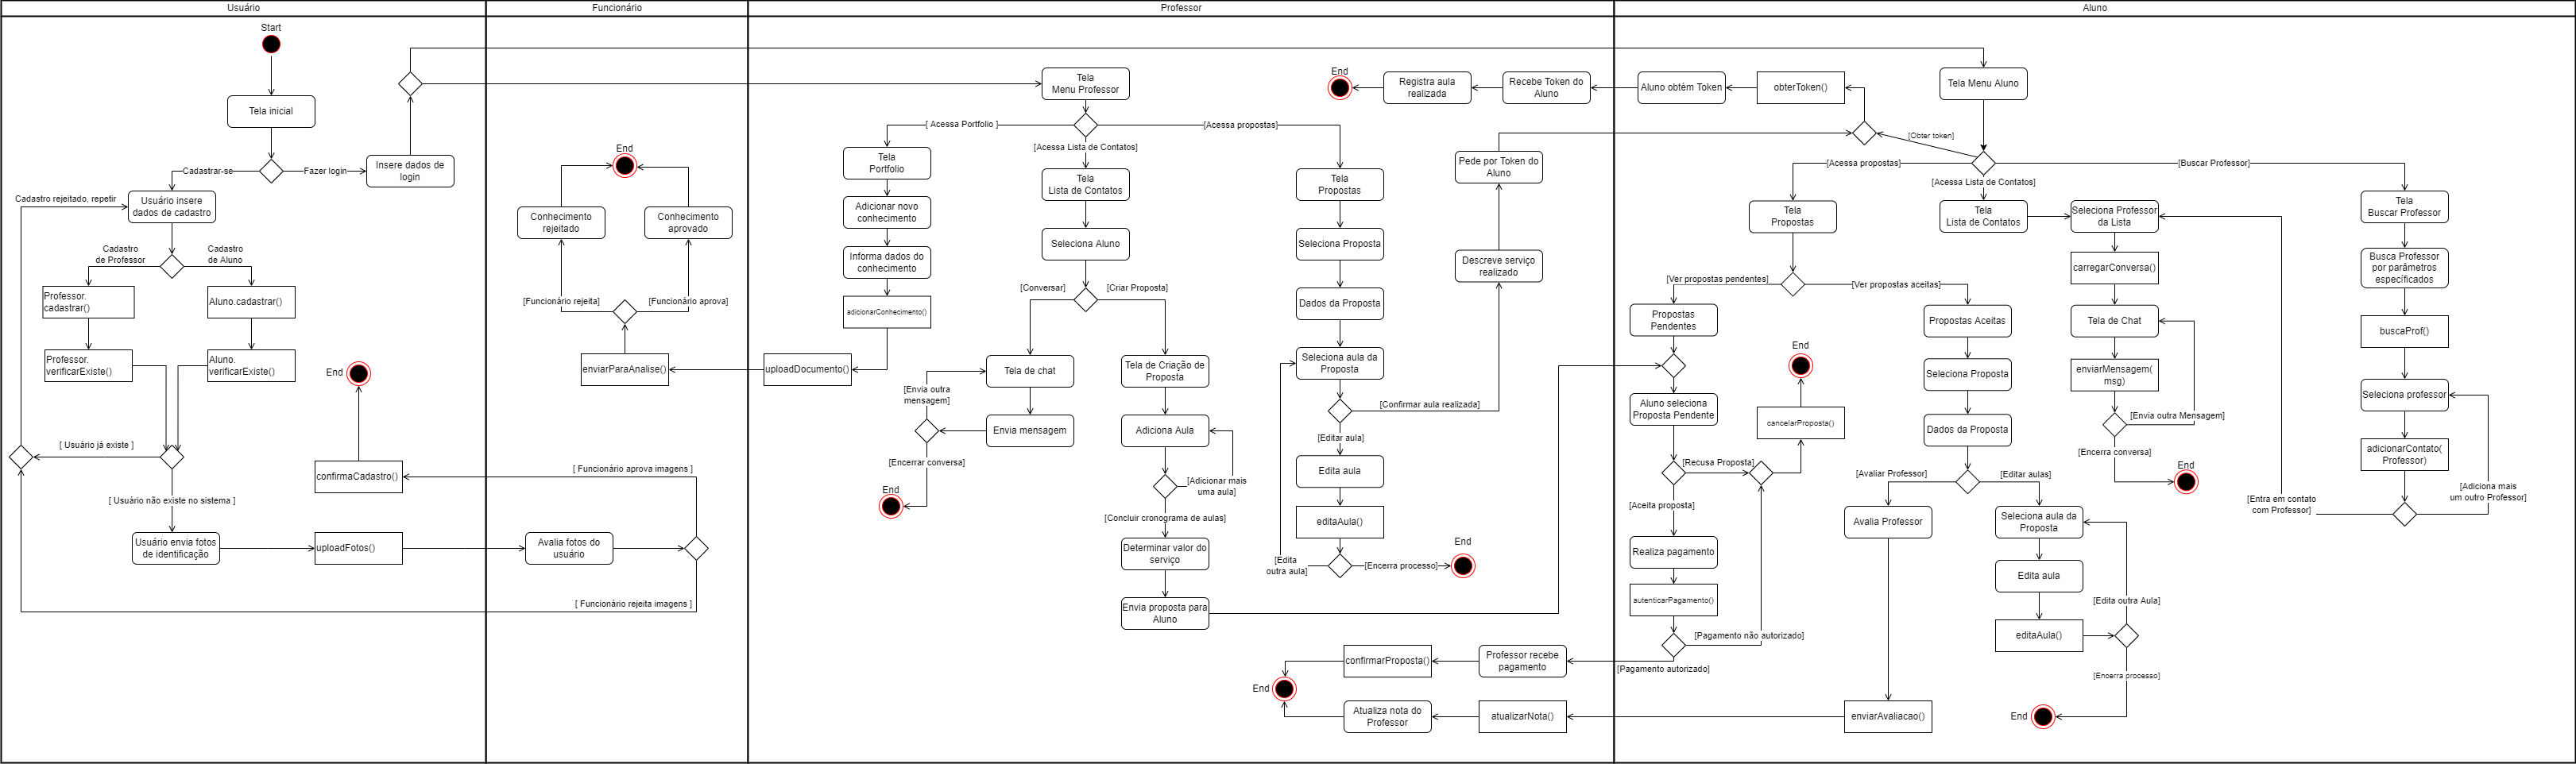 Usuário
Funcionário
Professor
Aluno
Start
Tela inicial
Cadastrar-se
Fazer login
Insere dados de
login
Cadastro rejeitado, repetir
Usuário insere
dados de cadastro
Cadastro
de Professor
Cadastro
de Aluno
Professor.
cadastrar()
Aluno.cadastrar()
Professor.
verificarExiste()
Aluno.
verificarExiste()
End
[ Usuário já existe ]
confirmaCadastro()
[ Usuário não existe no sistema ]
Usuário envia fotos
de identificação
uploadFotos()
End
Conhecimento
rejeitado
Conhecimento
aprovado
[Funcionário rejeita]
[Funcionário aprova]
enviarParaAnalise()
[ Funcionário aprova imagens ]
Avalia fotos do
usuário
[ Funcionário rejeita imagens ]
Tela
Menu Professor
[ Acessa Portfolio ]
[Acessa Lista de Contatos]
[Acessa propostas]
Tela
Portfolio
Adicionar novo
conhecimento
Informa dados do
conhecimento
adicionarConhecimento()
uploadDocumento()
Tela
Lista de Contatos
Seleciona Aluno
[Conversar]
[Criar Proposta]
Tela de chat
[Envia outra
mensagem]
Envia mensagem
[Encerrar conversa]
End
Tela de Criação de
Proposta
Adiciona Aula
[Adicionar mais
uma aula]
[Concluir cronograma de aulas]
Determinar valor do
serviço
Envia proposta para
Aluno
Tela
Propostas
Seleciona Proposta
Dados da Proposta
Seleciona aula da
Proposta
[Confirmar aula realizada]
[Editar aula]
Edita aula
editaAula()
[Edita
outra aula]
[Encerra processo]
End
Descreve serviço
realizado
Pede por Token do
Aluno
End
Registra aula
realizada
Recebe Token do
Aluno
Aluno obtèm Token
obterToken()
Tela Menu Aluno
[Obter token]
[Acessa propostas]
[Acessa Lista de Contatos]
[Buscar Professor]
Tela
Propostas
[Ver propostas pendentes]
[Ver propostas aceitas]
Propostas
Pendentes
Aluno seleciona
Proposta Pendente
End
cancelarProposta()
[Recusa Proposta]
[Aceita proposta]
Realiza pagamento
autenticarPagamento()
[Pagamento não autorizado]
[Pagamento autorizado]
Professor recebe
pagamento
confirmarProposta()
End
Atualiza nota do
Professor
atualizarNota()
enviarAvaliacao()
Propostas Aceitas
Seleciona Proposta
Dados da Proposta
[Avaliar Professor]
[Editar aulas]
Avalia Professor
Seleciona aula da
Proposta
Edita aula
editaAula()
[Edita outra Aula]
[Encerra processo]
End
Tela
Lista de Contatos
Seleciona Professor
da Lista
carregarConversa()
Tela de Chat
enviarMensagem(
msg)
[Envia outra Mensagem]
[Encerra conversa]
End
Tela
Buscar Professor
Busca Professor
por parâmetros
específicados
buscaProf()
Seleciona professor
adicionarContato(
Professor)
[Entra em contato
com Professor]
[Adiciona mais
um outro Professor]